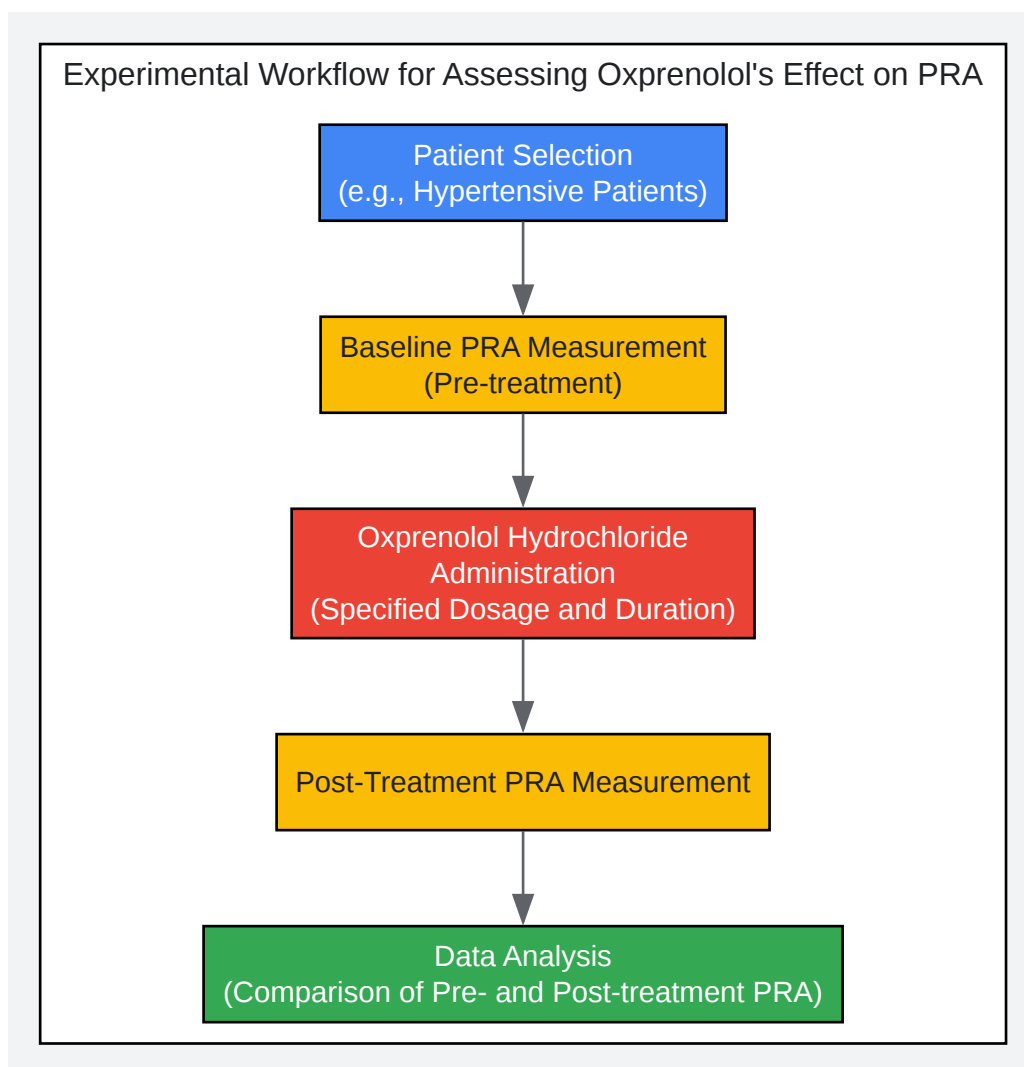 Experimental Workflow for Assessing Oxprenolol's Effect on PRA
Patient Selection
(e.g., Hypertensive Patients)
Baseline PRA Measurement
(Pre-treatment)
Oxprenolol Hydrochloride
Administration
(Specified Dosage and Duration)
Post-Treatment PRA Measurement
Data Analysis
(Comparison of Pre- and Post-treatment PRA)